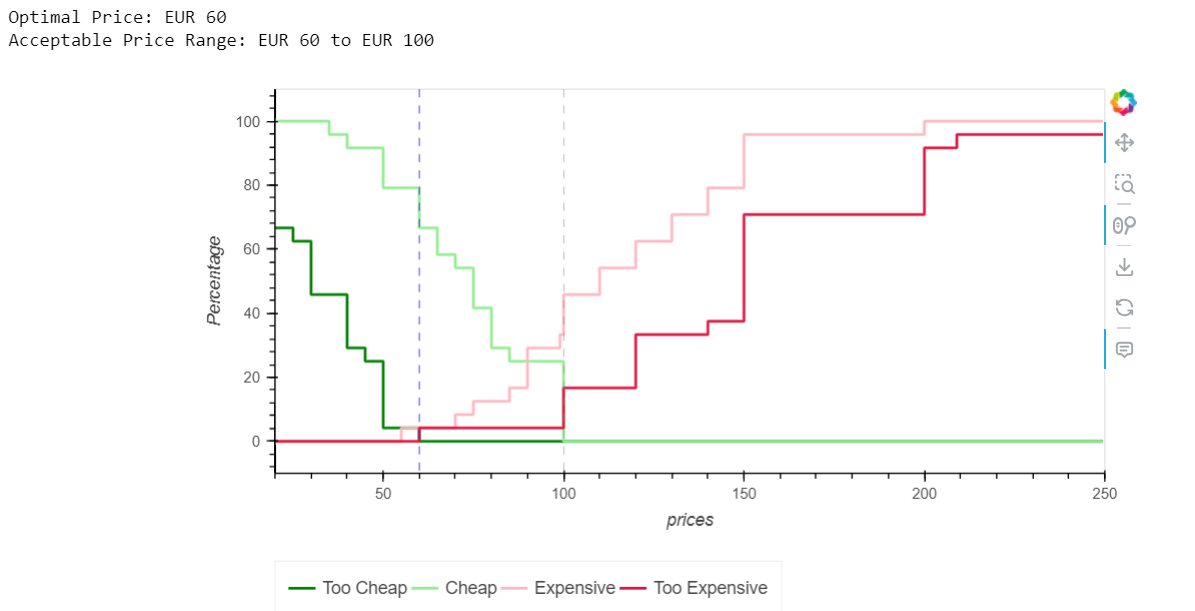 Optimal Price: EUR 60
Acceptable Price Range: EUR 60 to EUR 100
100
80
60
40
20
0
Percentage
50 100 150 200 250
prices
Too Cheap Cheap Expensive Too Expensive